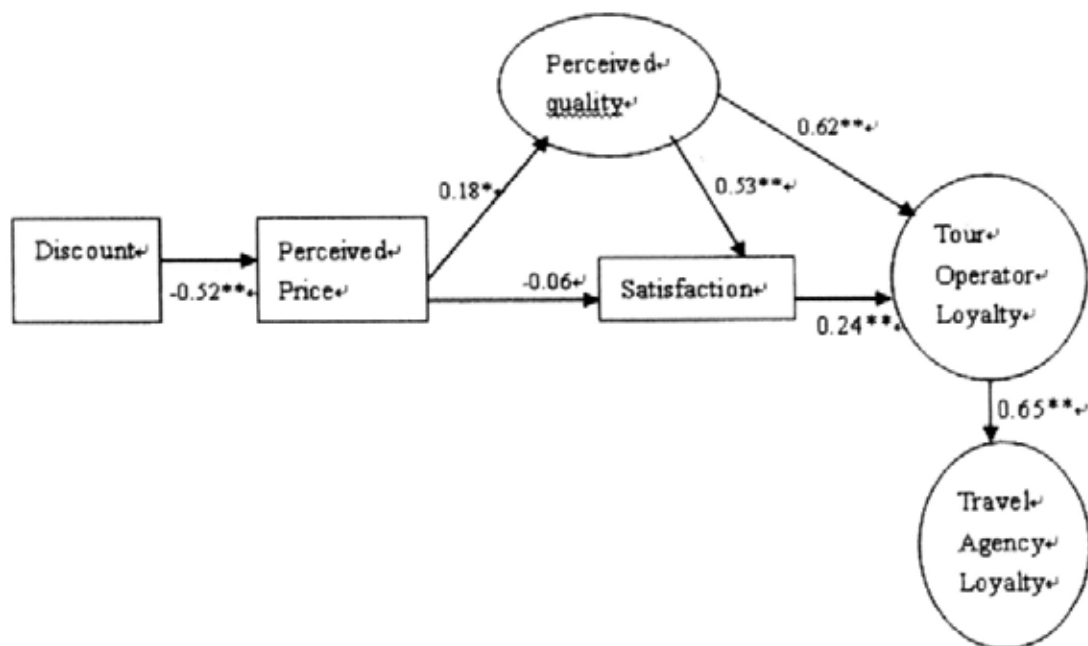 Perceived↵
quality↵
0.62**↵
0.18*↵
0.53**↵
Discount↵
-0.52**↵
Perceived↵
Price↵
-0.06↵
Satisfaction↵
0.24**↵
Tour↵
Operator↵
Loyalty↵
0.65**↵
Travel↵
Agency↵
Loyalty↵